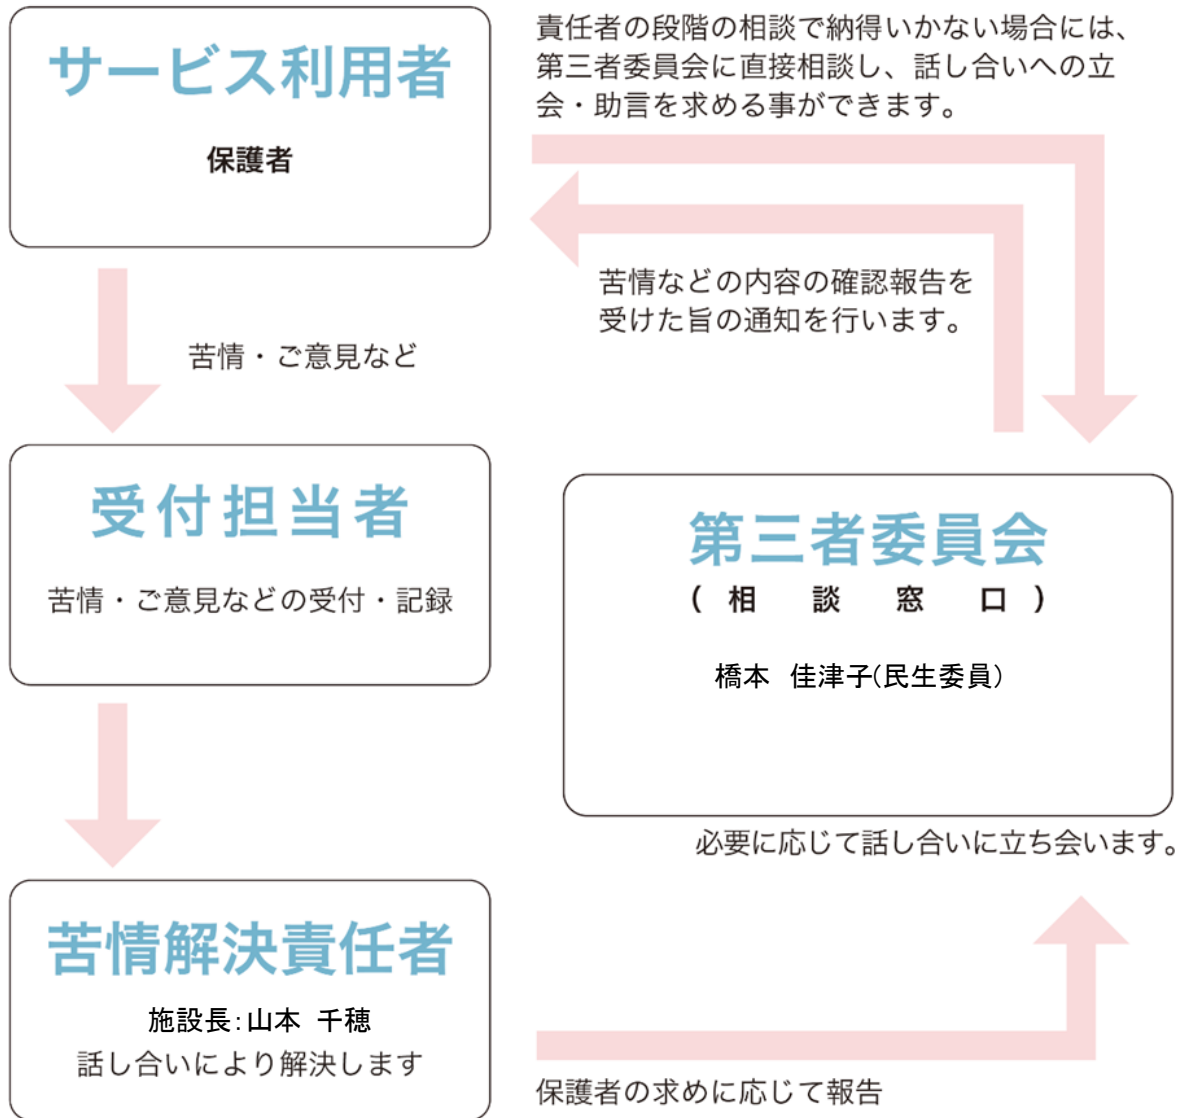 サービス利用者
保護者
責任者の段階の相談で納得いかない場合には、
第三者委員会に直接相談し、話し合いへの立
会・助言を求める事ができます。
苦情などの内容の確認報告を
受けた旨の通知を行います。
苦情・ご意見など
受付担当者
苦情・ご意見などの受付・記録
第三者委員会
(相談窓口)
橋本 佳津子(民生委員)
必要に応じて話し合いに立ち会います。
苦情解決責任者
施設長:山本 千穂
話し合いにより解決します
保護者の求めに応じて報告